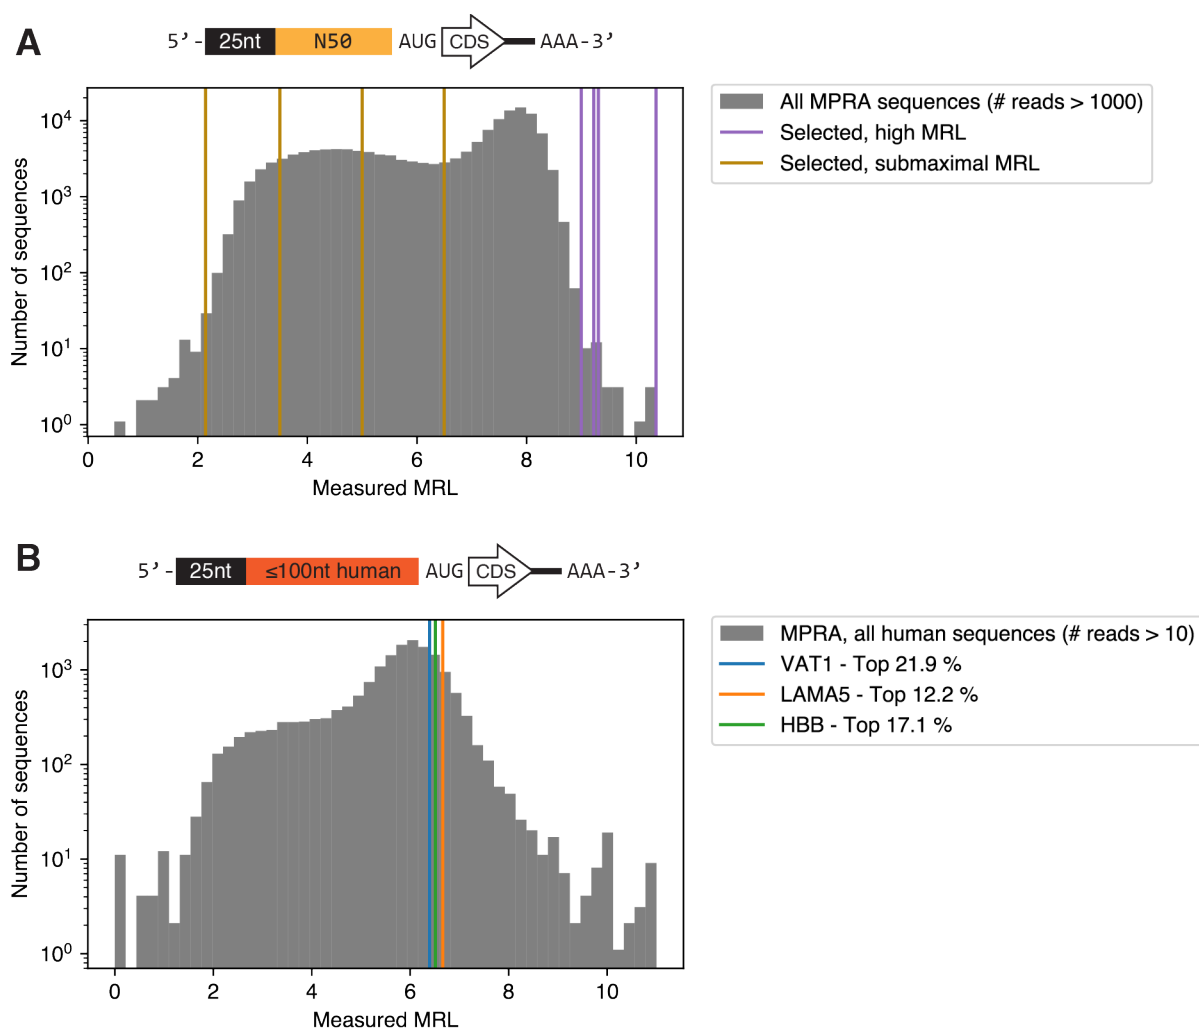 A
5’-25nt N50 AUG CDS AAA-3’
All MPRA sequences (# reads > 1000)
Selected, high MRL
Selected, submaximal MRL
Number of sequences
10⁴
10³
10²
10¹
10⁰
0 2 4 6 8 10
Measured MRL
B
5’-25nt ≤100nt human AUG CDS AAA-3’
MPRA, all human sequences (# reads > 10)
VAT1 - Top 21.9 %
LAMA5 - Top 12.2 %
HBB - Top 17.1 %
Number of sequences
10³
10²
10¹
10⁰
0 2 4 6 8 10
Measured MRL